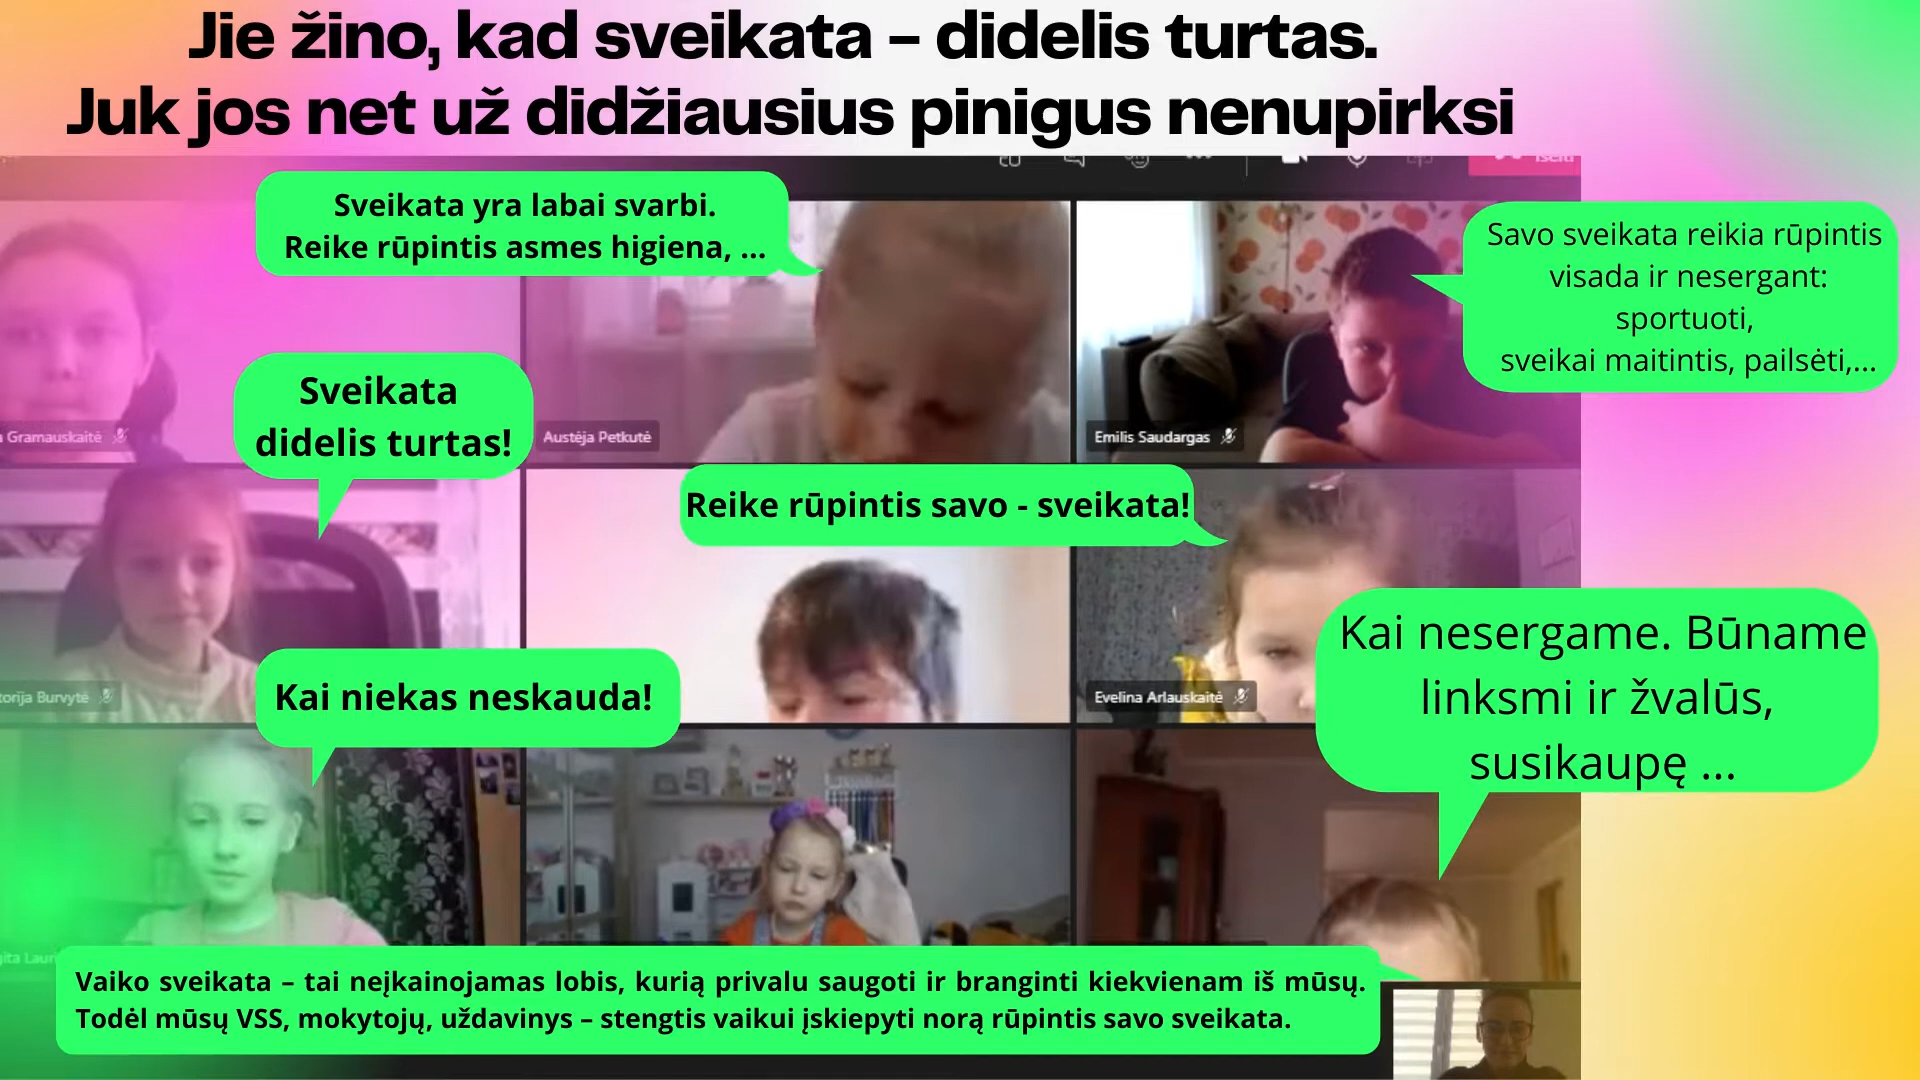 Jie žino, kad sveikata – didelis turtas.
Juk jos net už didžiausius pinigus nenupirksi
Išeiti
Sveikata yra labai svarbi.
Reike rūpintis asmes higiena, ...
Savo sveikata reikia rūpintis
visada ir nesergant:
sportuoti,
sveikai maitintis, pailsėti,...
Sveikata
didelis turtas!
Gramauskaitė
Austėja Petkutė
Emilis Saudargas
Reike rūpintis savo - sveikata!
Kai nesergame. Būname
linksmi ir žvalūs,
susikaupę ...
Kai niekas neskauda!
torija Burvytė
Evelina Arlauskaitė
Vaiko sveikata – tai neįkainojamas lobis, kurią privalu saugoti ir branginti kiekvienam iš mūsų.
Todėl mūsų VSS, mokytojų, uždavinys – stengtis vaikui įskiepyti norą rūpintis savo sveikata.